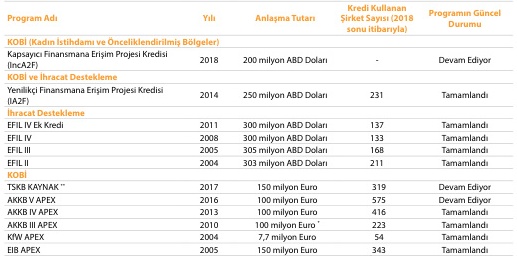 Program Adı Yılı Anlaşma Tutarı Kredi Kullanan Şirket Sayısı (2018 sonu itibarıyla) Programın Güncel Durumu
KOBİ (Kadın İstihdamı ve Önceliklendirilmiş Bölgeler)
Kapsayıcı Finansmana Erişim Projesi Kredisi (IncA2F) 2018 200 milyon ABD Doları - Devam Ediyor
KOBİ ve İhracat Destekleme
Yenilikçi Finansmana Erişim Projesi Kredisi (IA2F) 2014 250 milyon ABD Doları 231 Tamamlandı
İhracat Destekleme
EFIL IV Ek Kredi 2011 300 milyon ABD Doları 137 Tamamlandı
EFIL IV 2008 300 milyon ABD Doları 133 Tamamlandı
EFIL III 2005 305 milyon ABD Doları 168 Tamamlandı
EFIL II 2004 303 milyon ABD Doları 211 Tamamlandı
KOBİ
TSKB KAYNAK ** 2017 150 milyon Euro 319 Devam Ediyor
AKKB V APEX 2016 100 milyon Euro 575 Devam Ediyor
AKKB IV APEX 2013 100 milyon Euro 416 Tamamlandı
AKKB III APEX 2010 100 milyon Euro * 223 Tamamlandı
KfW APEX 2004 7,7 milyon Euro 54 Tamamlandı
EIB APEX 2005 150 milyon Euro 343 Tamamlandı